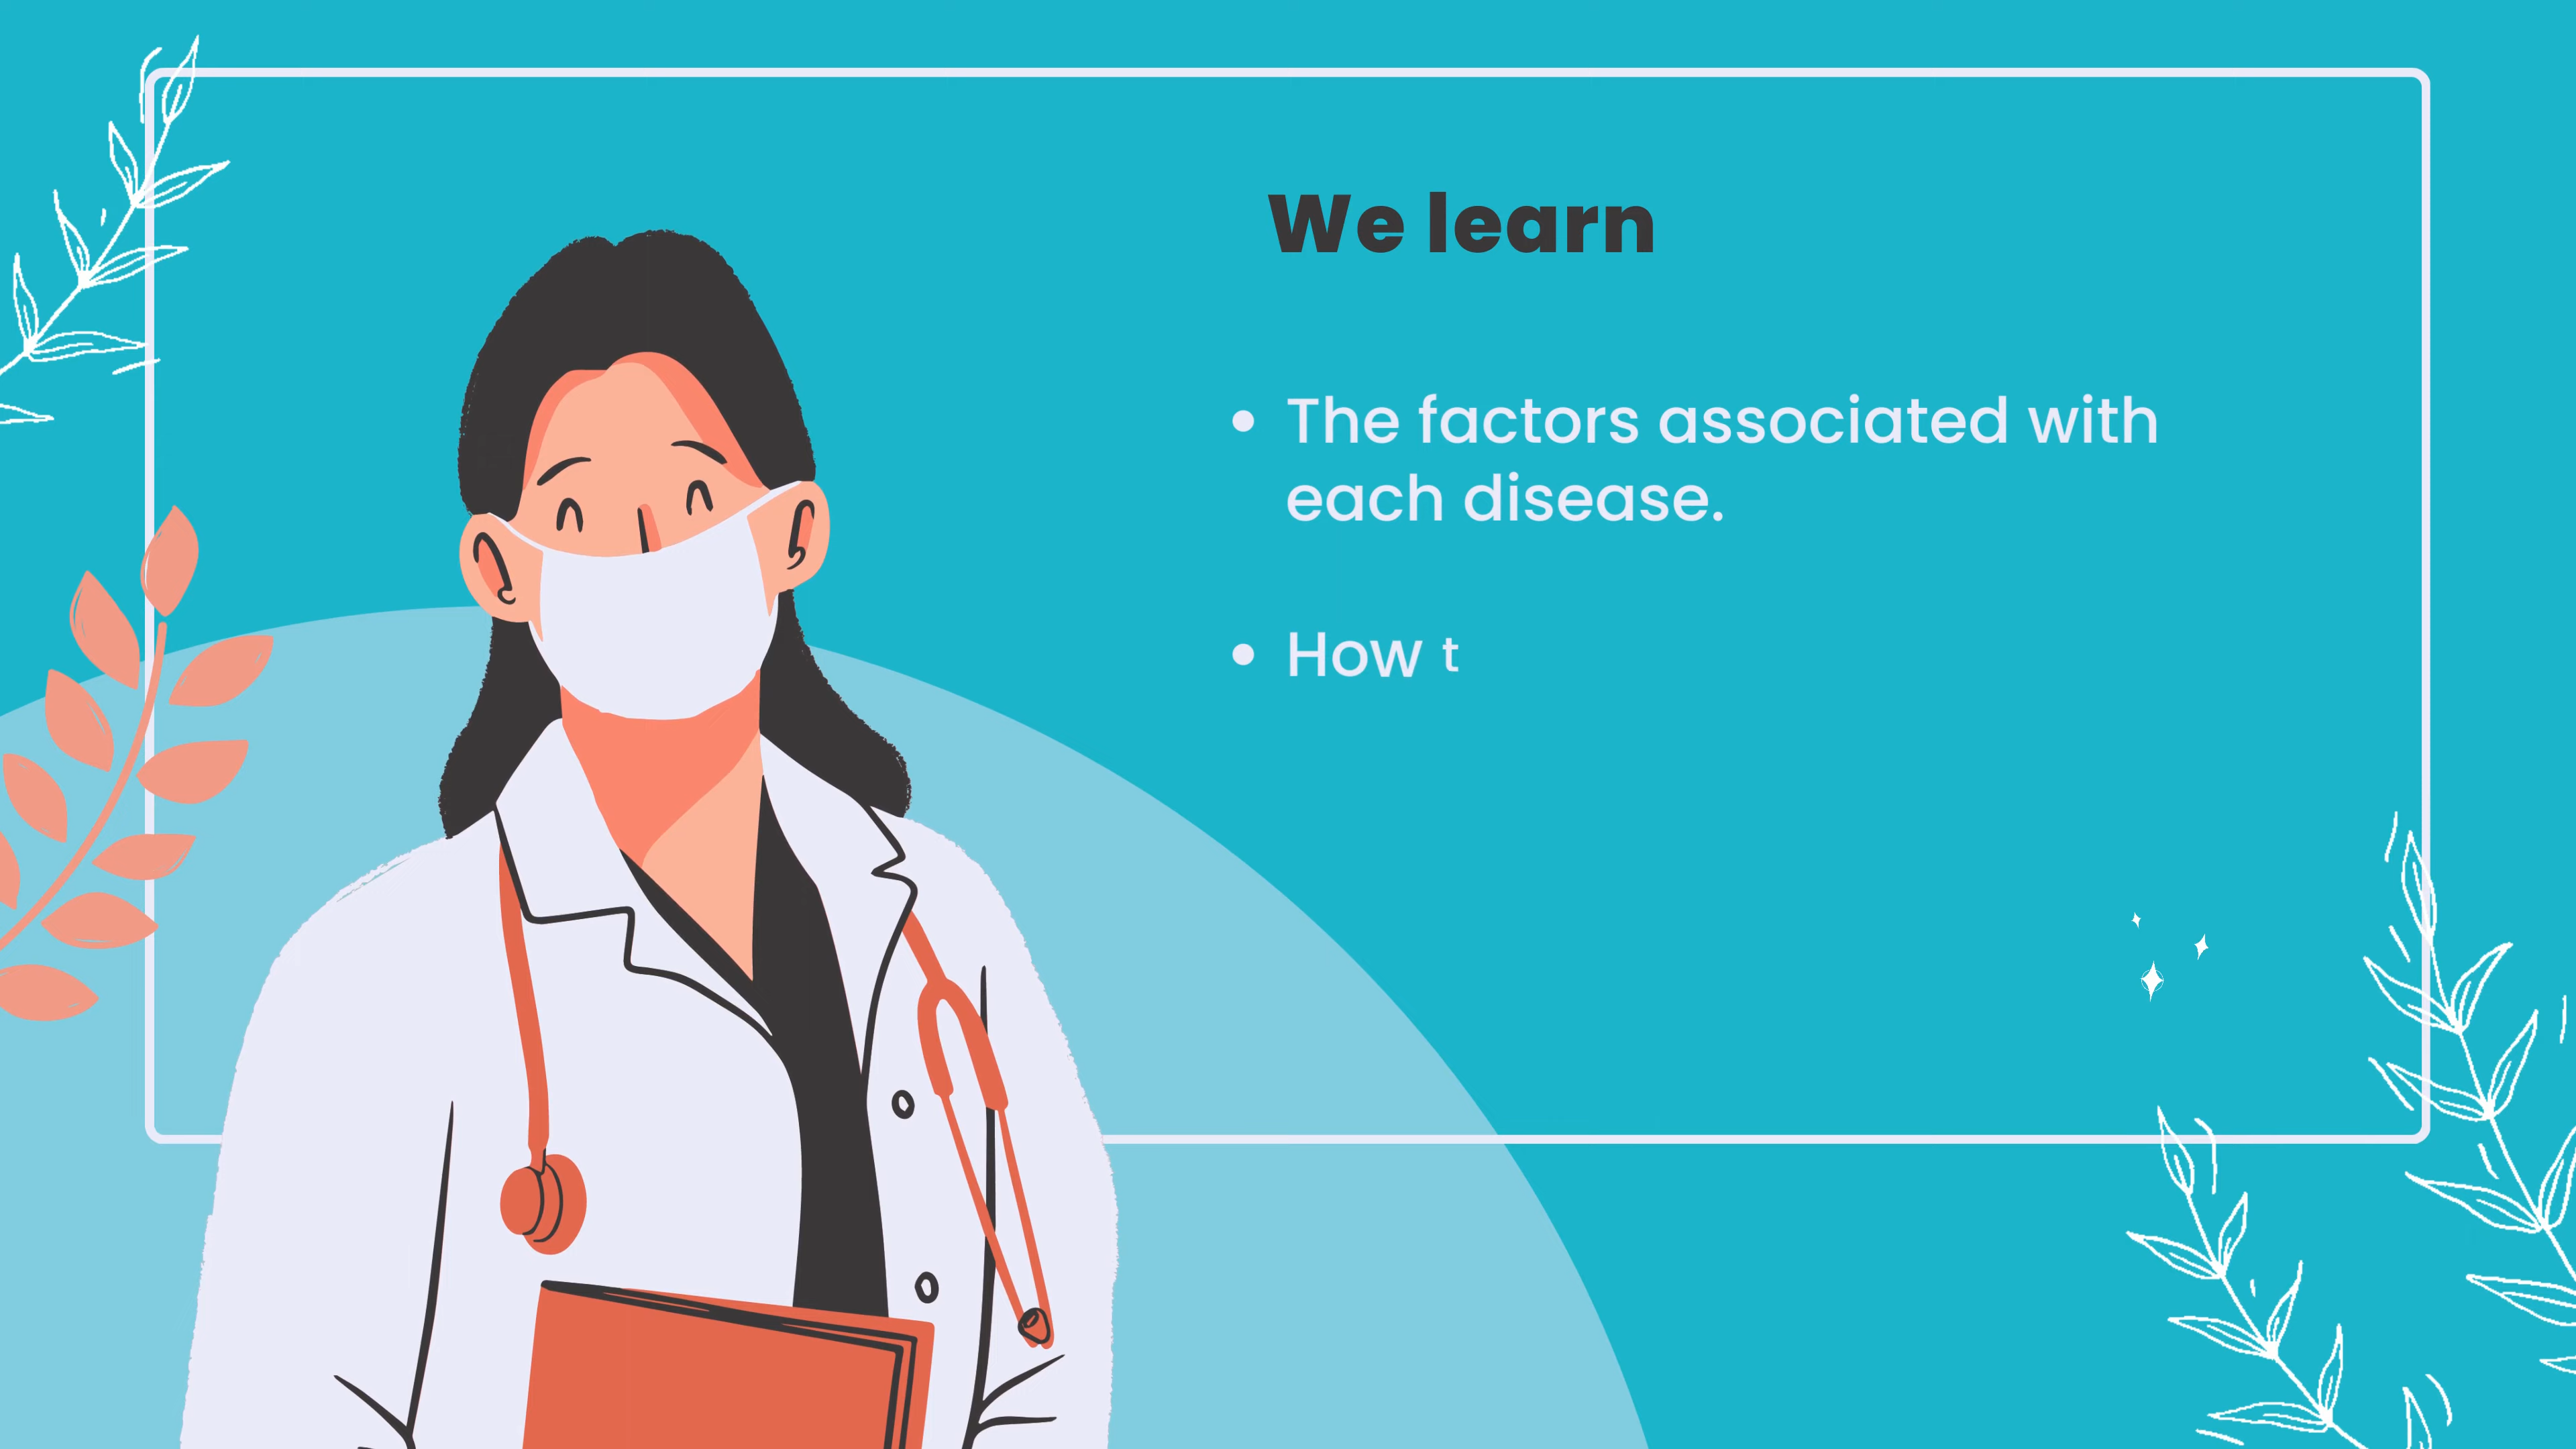 We learn
• The factors associated with
each disease.
• How t